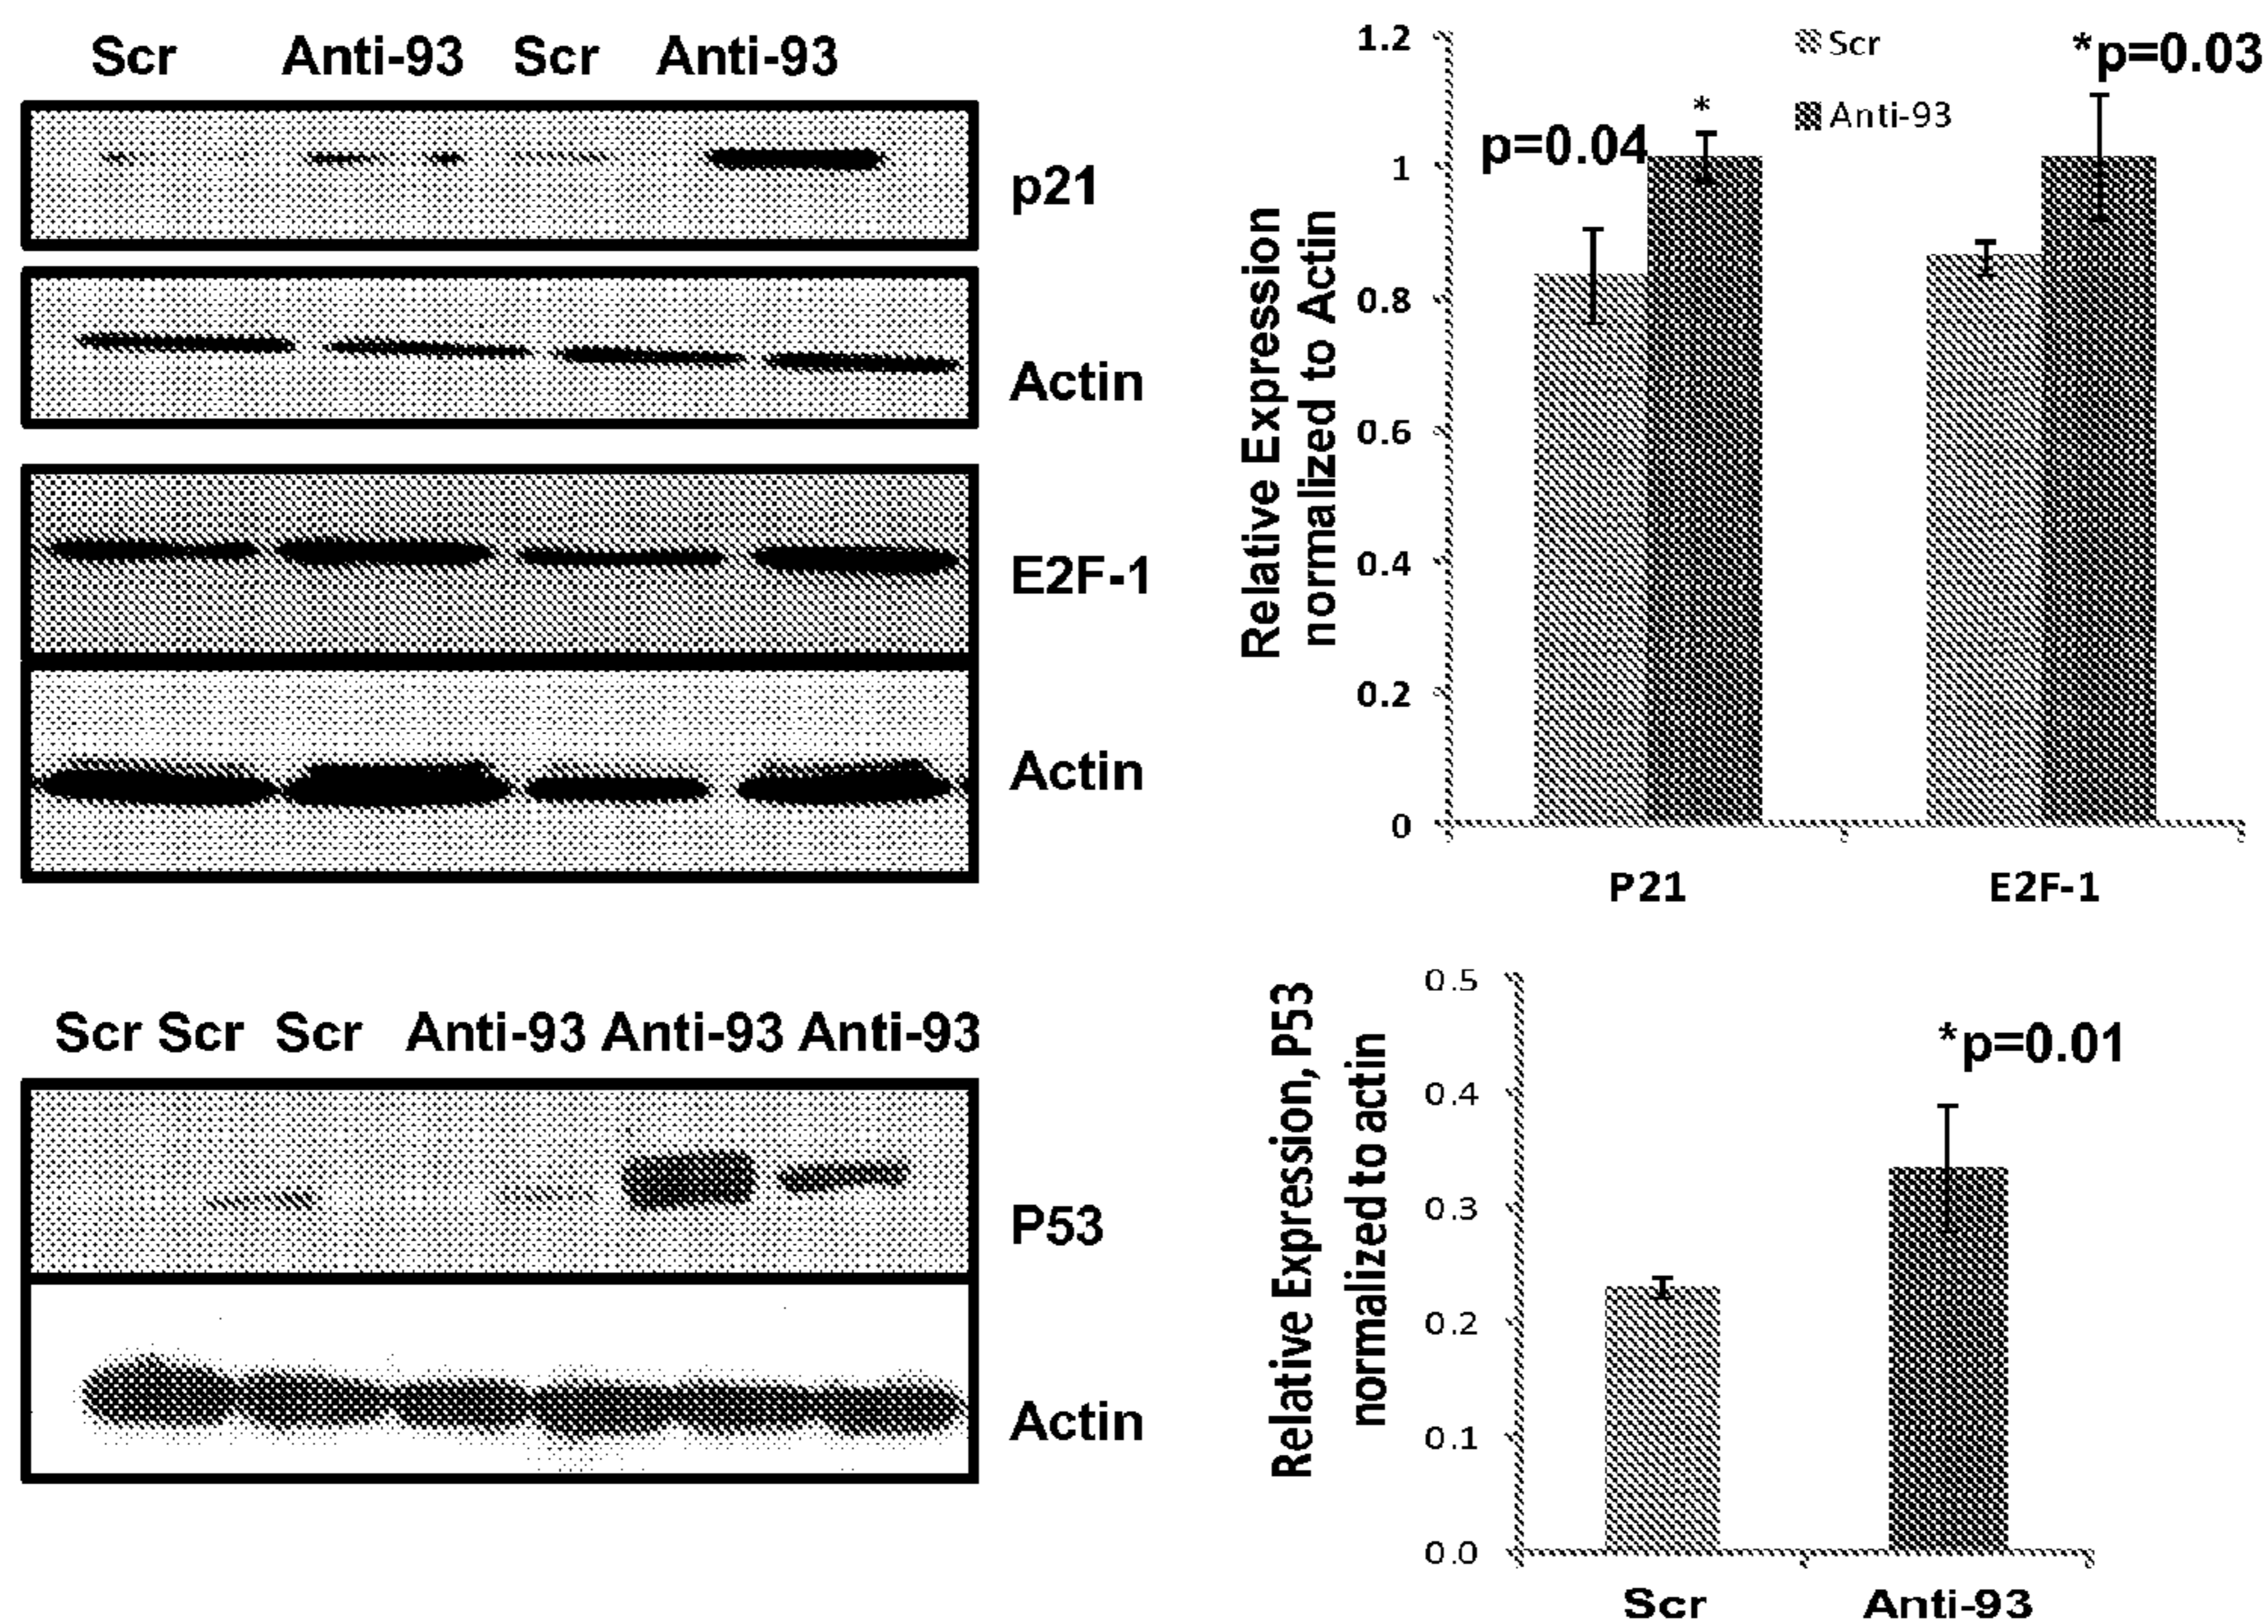 Scr Anti-93 Scr Anti-93
p21
Actin
E2F-1
Actin
Scr Scr Scr Anti-93 Anti-93 Anti-93
P53
Actin
Relative Expression
normalized to Actin
1.2
1
0.8
0.6
0.4
0.2
0
Scr
Anti-93
p=0.04
*
*p=0.03
P21 E2F-1
Relative Expression, P53
normalized to actin
0.5
0.4
0.3
0.2
0.1
0.0
*p=0.01
Scr Anti-93